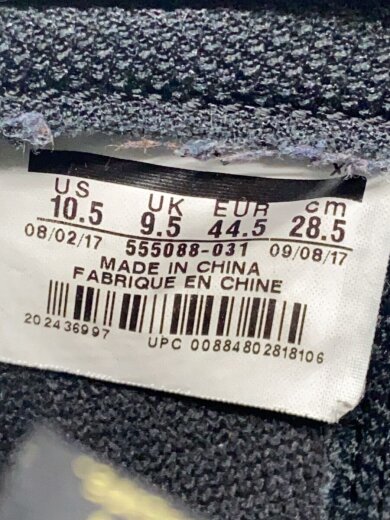 US UK EUR cm
10.5 9.5 44.5 28.5
08/02/17 555088-031 09/08/17
MADE IN CHINA
FABRIQUE EN CHINE
202436997 UPC 00884802818106